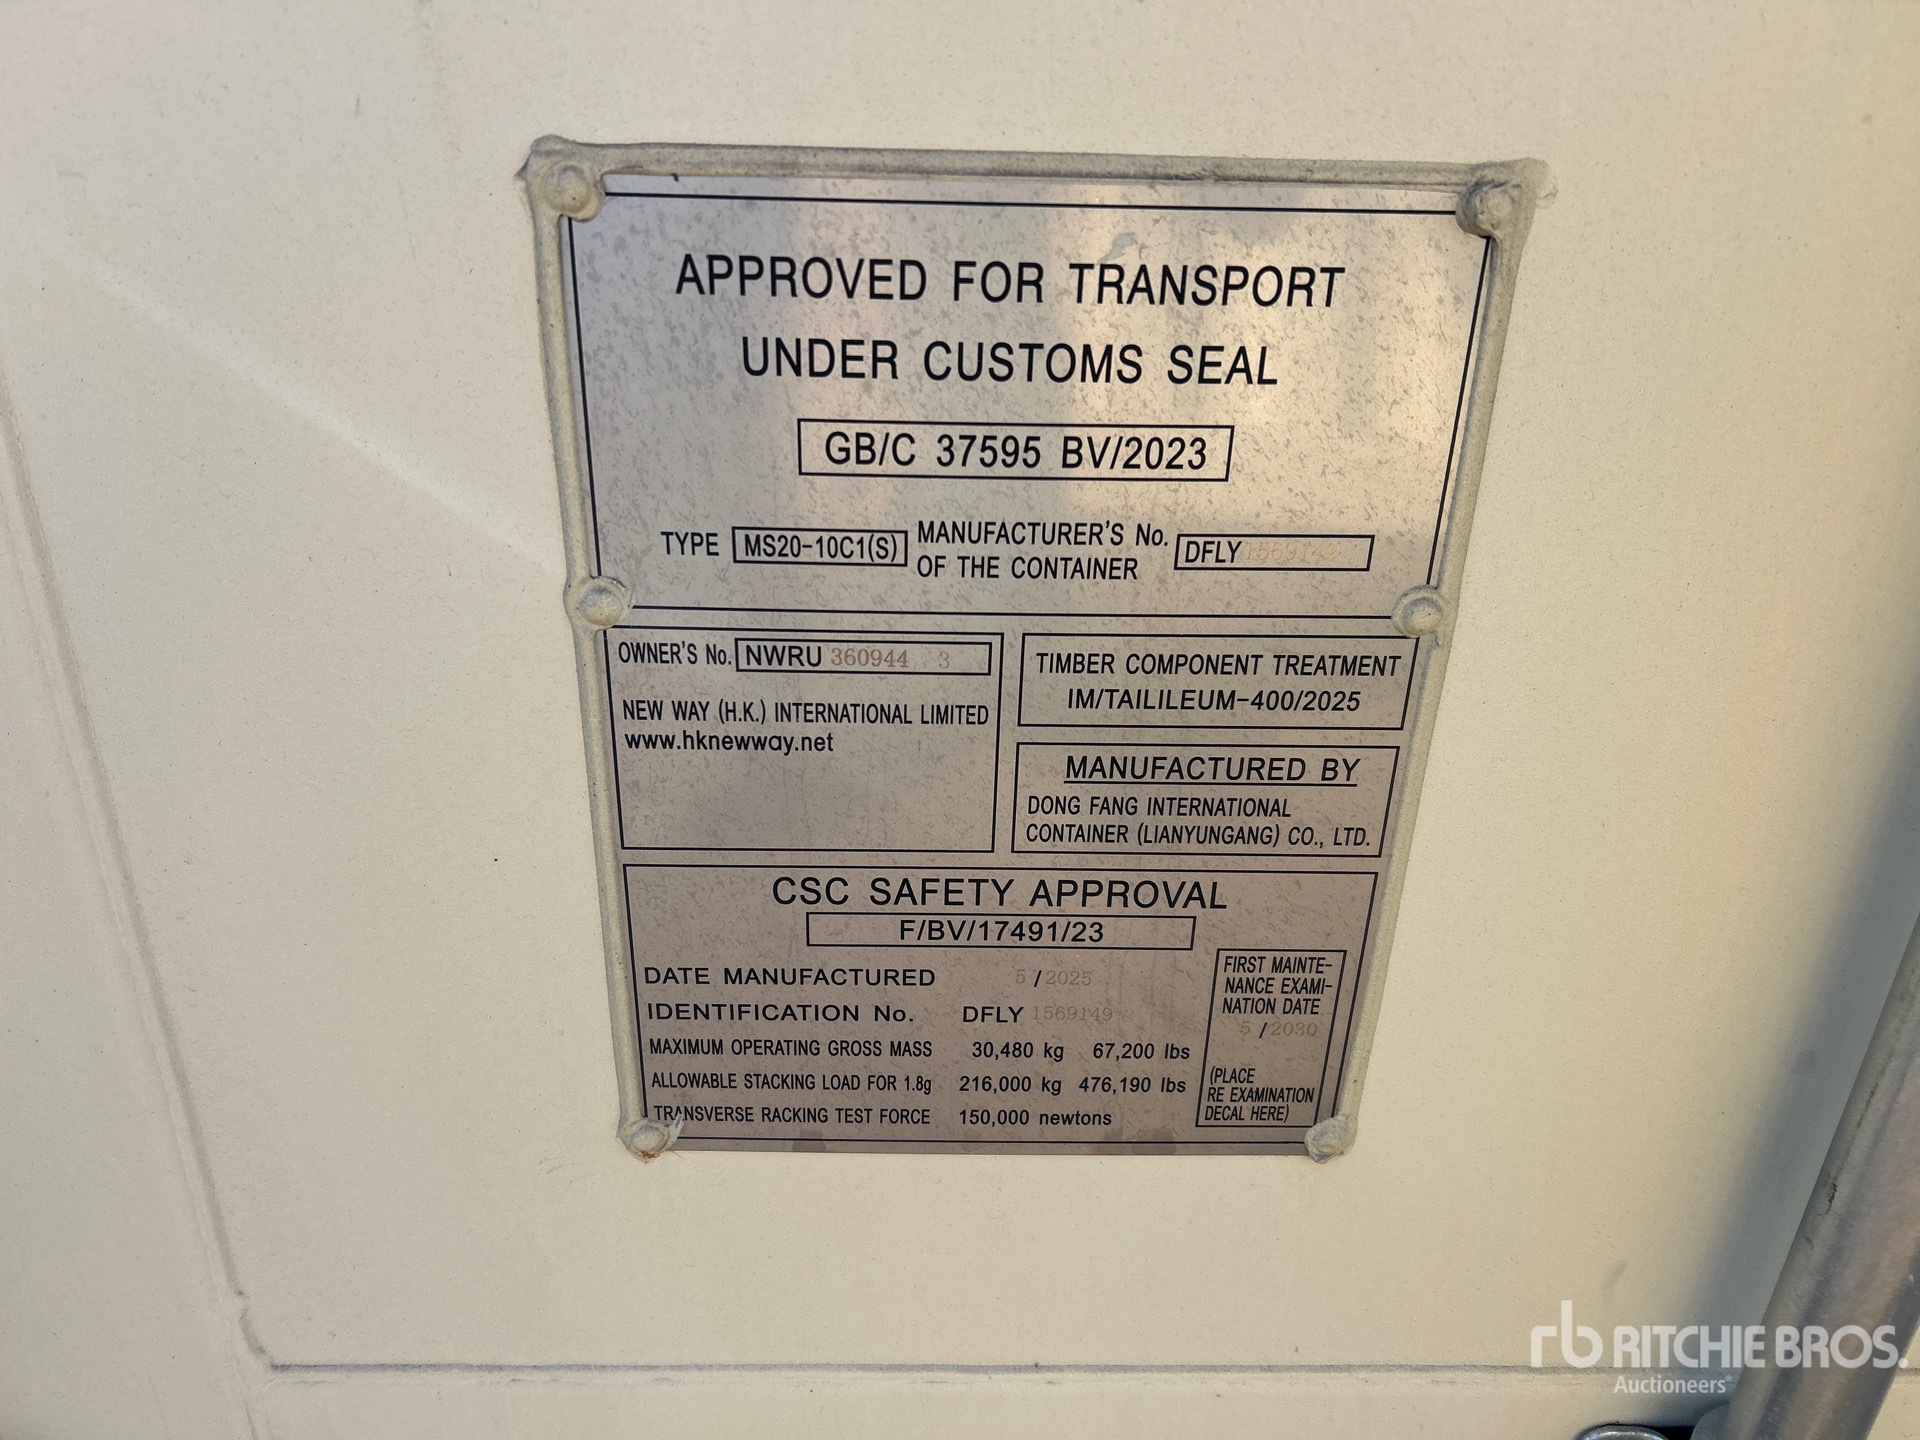 APPROVED FOR TRANSPORT
UNDER CUSTOMS SEAL
GB/C 37595 BV/2023
TYPE MS20-10C1(S) MANUFACTURER'S No. OF THE CONTAINER DFLY 1569149
OWNER'S No. NWRU 360944 3
NEW WAY (H.K.) INTERNATIONAL LIMITED
www.hknewway.net
TIMBER COMPONENT TREATMENT
IM/TAILILEUM-400/2025
MANUFACTURED BY
DONG FANG INTERNATIONAL
CONTAINER (LIANYUNGANG) CO., LTD.
CSC SAFETY APPROVAL
F/BV/17491/23
DATE MANUFACTURED 5 / 2025
IDENTIFICATION No. DFLY 1569149
MAXIMUM OPERATING GROSS MASS 30,480 kg 67,200 lbs
ALLOWABLE STACKING LOAD FOR 1.8g 216,000 kg 476,190 lbs
TRANSVERSE RACKING TEST FORCE 150,000 newtons
FIRST MAINTE-
NANCE EXAMI-
NATION DATE
5 / 2030
(PLACE
RE EXAMINATION
DECAL HERE)
rb RITCHIE BROS.
Auctioneers